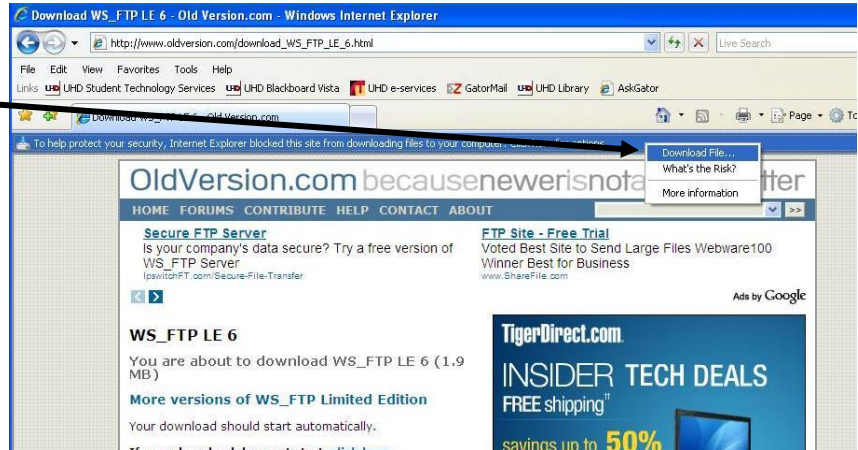 Download WS_FTP LE 6 - Old Version.com - Windows Internet Explorer
http://www.oldversion.com/download_WS_FTP_LE_6.html
Live Search
File Edit View Favorites Tools Help
Links UHD UHD Student Technology Services UHD UHD Blackboard Vista UHD e-services EZ GatorMail UHD UHD Library AskGator
Page
To help protect your security, Internet Explorer blocked this site from downloading files to your
Download File...
What's the Risk?
More information
OldVersion.com becausenewerisnota
HOME FORUMS CONTRIBUTE HELP CONTACT ABOUT
>>
Secure FTP Server
Is your company's data secure? Try a free version of
WS_FTP Server
IpswitchFT.com/Secure-File-Transfer
FTP Site - Free Trial
Voted Best Site to Send Large Files Webware100
Winner Best for Business
www.ShareFile.com
Ads by Google
WS_FTP LE 6
You are about to download WS_FTP LE 6 (1.9
MB)
More versions of WS_FTP Limited Edition
Your download should start automatically.
TigerDirect.com
INSIDER TECH DEALS
FREE shipping
savings up to 50%